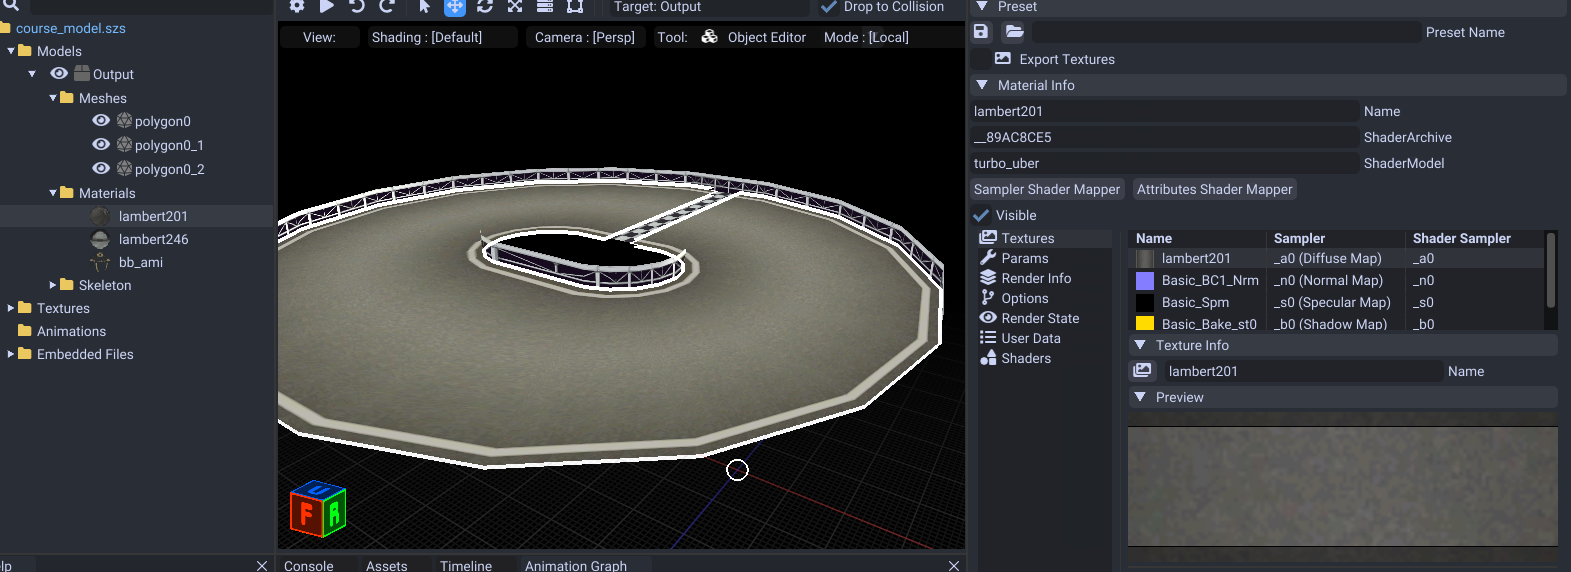 Target: Output
Drop to Collision
course_model.szs
Models
Output
Meshes
polygon0
polygon0_1
polygon0_2
Materials
lambert201
lambert246
bb_ami
Skeleton
Textures
Animations
Embedded Files
View:
Shading : [Default]
Camera : [Persp]
Tool:
Object Editor
Mode : [Local]
U
F
R
Console
Assets
Timeline
Animation Graph
Preset
Preset Name
Export Textures
Material Info
lambert201 Name
__89AC8CE5 ShaderArchive
turbo_uber ShaderModel
Sampler Shader Mapper Attributes Shader Mapper
Visible
Textures
Params
Render Info
Options
Render State
User Data
Shaders
Name Sampler Shader Sampler
lambert201 _a0 (Diffuse Map) _a0
Basic_BC1_Nrm _n0 (Normal Map) _n0
Basic_Spm _s0 (Specular Map) _s0
Basic_Bake_st0 _b0 (Shadow Map) _b0
Texture Info
lambert201 Name
Preview